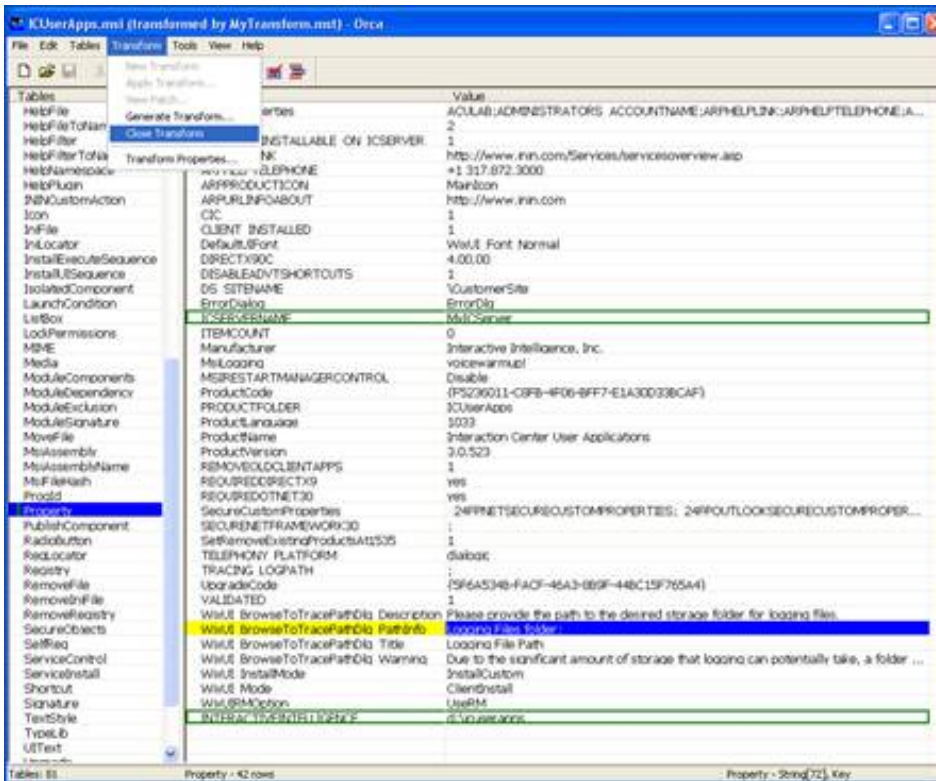 ICUserApps.msi (transformed by MyTransform.mst) - Orca
File Edit Tables Transform Tools View Help
New Transform
Apply Transform...
New Patch...
Generate Transform...
Close Transform
Transform Properties...
Tables Value
HelpFile ACULAB;ADMINISTRATORS ACCOUNTNAME;ARPHELPLINK;ARPHELPTELEPHONE;A...
2
HelpFilter INSTALLABLE ON ICSERVER 1
http://www.inin.com/Services/servicesoverview.asp
HelpNamespace +1 317.872.3000
HelpPlugin ARPPRODUCTICON MainIcon
ININCustomAction ARPURLINFOABOUT http://www.inin.com
Icon CIC 1
IniFile CLIENT INSTALLED 1
IniLocator DefaultUIFont WixUI Font Normal
InstallExecuteSequence DIRECTX90C 4.00.00
InstallUISequence DISABLEADVTSHORTCUTS 1
IsolatedComponent DS SITENAME \CustomerSite
LaunchCondition ErrorDialog ErrorDlg
ListBox ICSERVERNAME MyICServer
LockPermissions ITEMCOUNT 0
MIME Manufacturer Interactive Intelligence, Inc.
Media MsiLogging voicewarmup!
ModuleComponents MSIRESTARTMANAGERCONTROL Disable
ModuleDependency ProductCode
ModuleExclusion PRODUCTFOLDER ICUserApps
ModuleSignature ProductLanguage 1033
MoveFile ProductName Interaction Center User Applications
MsiAssembly ProductVersion 3.0.523
MsiAssemblyName REMOVEOLDCLIENTAPPS 1
MsiFileHash REQUIREDDIRECTX9 yes
ProgId REQUIREDOTNET30 yes
Property SecureCustomProperties 24FPNETSECURECUSTOMPROPERTIES; 24FPOUTLOOKSECURECUSTOMPROPER...
PublishComponent SECURENETFRAMEWORK30 ;
RadioButton SetRemoveExistingProductsAt1535 1
RegLocator TELEPHONY PLATFORM dialogic
Registry TRACING LOGPATH ;
RemoveFile UpgradeCode
RemoveIniFile VALIDATED 1
RemoveRegistry WixUI BrowseToTracePathDlg Description Please provide the path to the desired storage folder for logging files.
SecureObjects WixUI BrowseToTracePathDlg PathInfo Logging Files folder:
SelfReg WixUI BrowseToTracePathDlg Title Logging File Path
ServiceControl WixUI BrowseToTracePathDlg Warning Due to the significant amount of storage that logging can potentially take, a folder ...
ServiceInstall WixUI InstallMode InstallCustom
Shortcut WixUI Mode ClientInstall
Signature WixUIRMOption UseRM
TextStyle INTERACTIVEINTELLIGENCE d:\icuserapps
TypeLib
UIText
Tables: 81 Property - 42 rows Property - String[72], Key